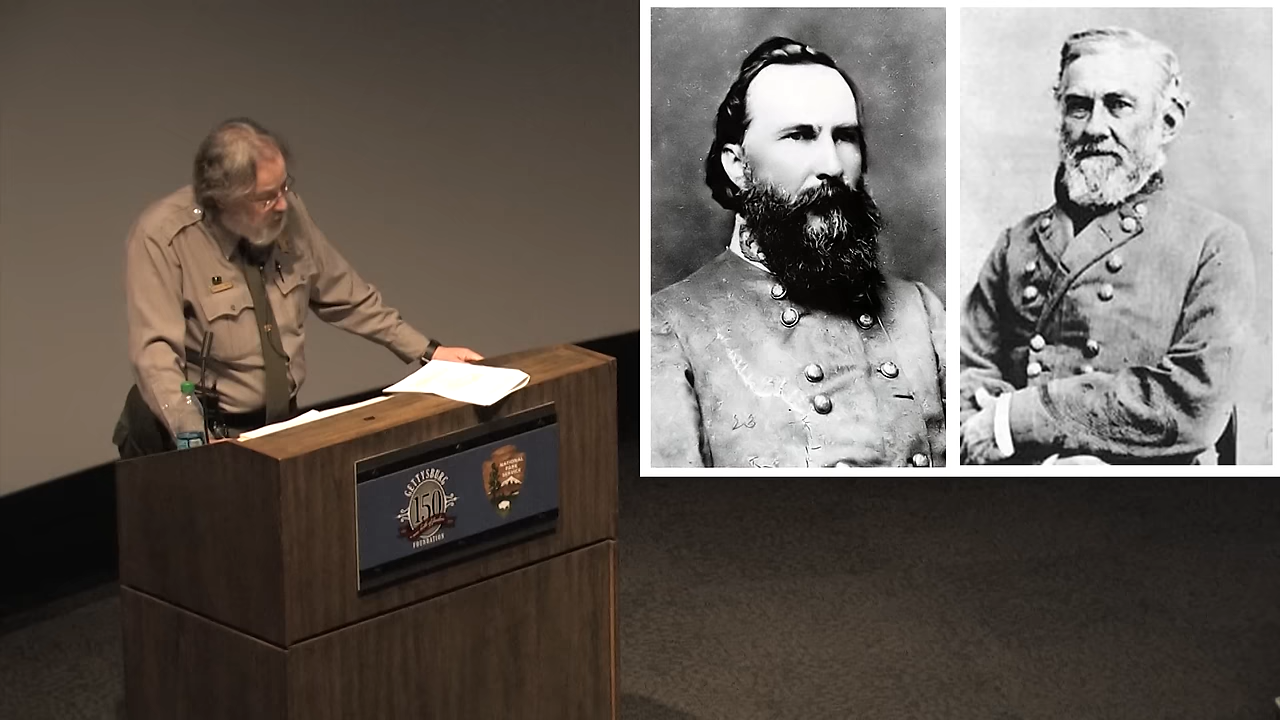 GETTYSBURG
150
FOUNDATION
NATIONAL
PARK
SERVICE